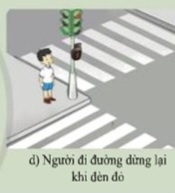 d) Người đi đường dừng lại
khi đèn đỏ